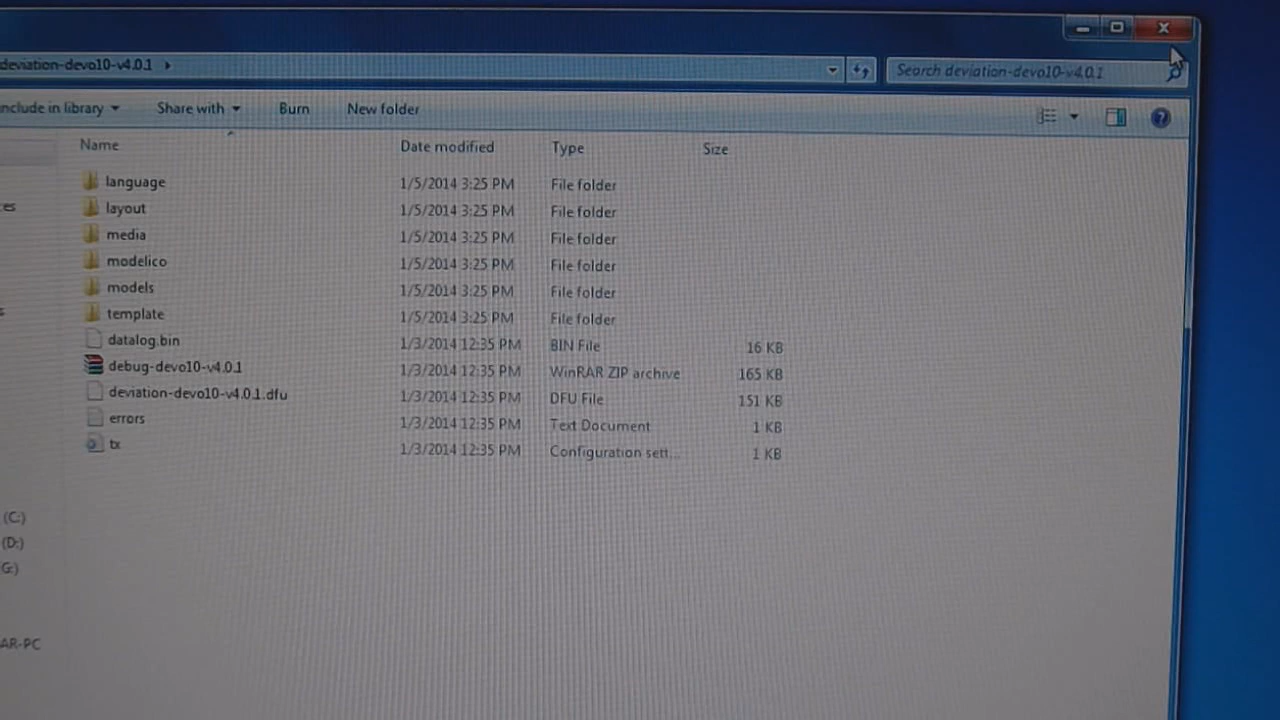 deviation-devo10-v4.0.1
Search deviation-devo10-v4.0.1
nclude in library Share with Burn New folder
Name Date modified Type Size
language 1/5/2014 3:25 PM File folder
es layout 1/5/2014 3:25 PM File folder
media 1/5/2014 3:25 PM File folder
modelico 1/5/2014 3:25 PM File folder
models 1/5/2014 3:25 PM File folder
s template 1/5/2014 3:25 PM File folder
datalog.bin 1/3/2014 12:35 PM BIN File 16 KB
debug-devo10-v4.0.1 1/3/2014 12:35 PM WinRAR ZIP archive 165 KB
deviation-devo10-v4.0.1.dfu 1/3/2014 12:35 PM DFU File 151 KB
errors 1/3/2014 12:35 PM Text Document 1 KB
tx 1/3/2014 12:35 PM Configuration sett... 1 KB
(C:)
(D:)
G:)
AR-PC